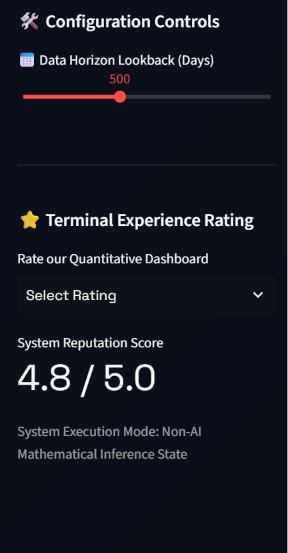 🛠️ Configuration Controls
🗓️ Data Horizon Lookback (Days)
500
⭐ Terminal Experience Rating
Rate our Quantitative Dashboard
Select Rating
System Reputation Score
4.8 / 5.0
System Execution Mode: Non-AI
Mathematical Inference State